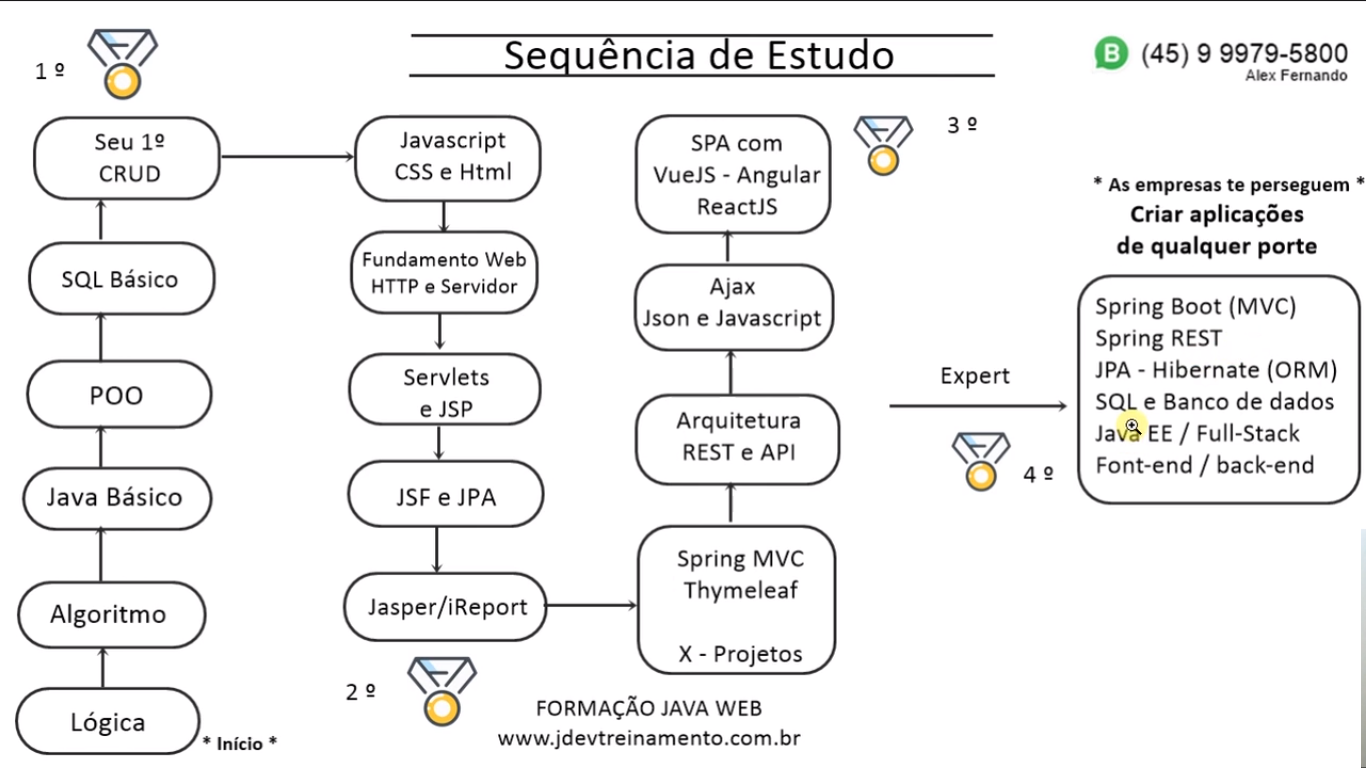 Sequência de Estudo
(45) 9 9979-5800
Alex Fernando
1 º
Seu 1º
CRUD
SQL Básico
POO
Java Básico
Algoritmo
Lógica
* Início *
Javascript
CSS e Html
Fundamento Web
HTTP e Servidor
Servlets
e JSP
JSF e JPA
Jasper/iReport
2 º
SPA com
VueJS - Angular
ReactJS
3 º
Ajax
Json e Javascript
Arquitetura
REST e API
Spring MVC
Thymeleaf
X - Projetos
FORMAÇÃO JAVA WEB
www.jdevtreinamento.com.br
Expert
4 º
* As empresas te perseguem *
Criar aplicações
de qualquer porte
Spring Boot (MVC)
Spring REST
JPA - Hibernate (ORM)
SQL e Banco de dados
Java EE / Full-Stack
Font-end / back-end